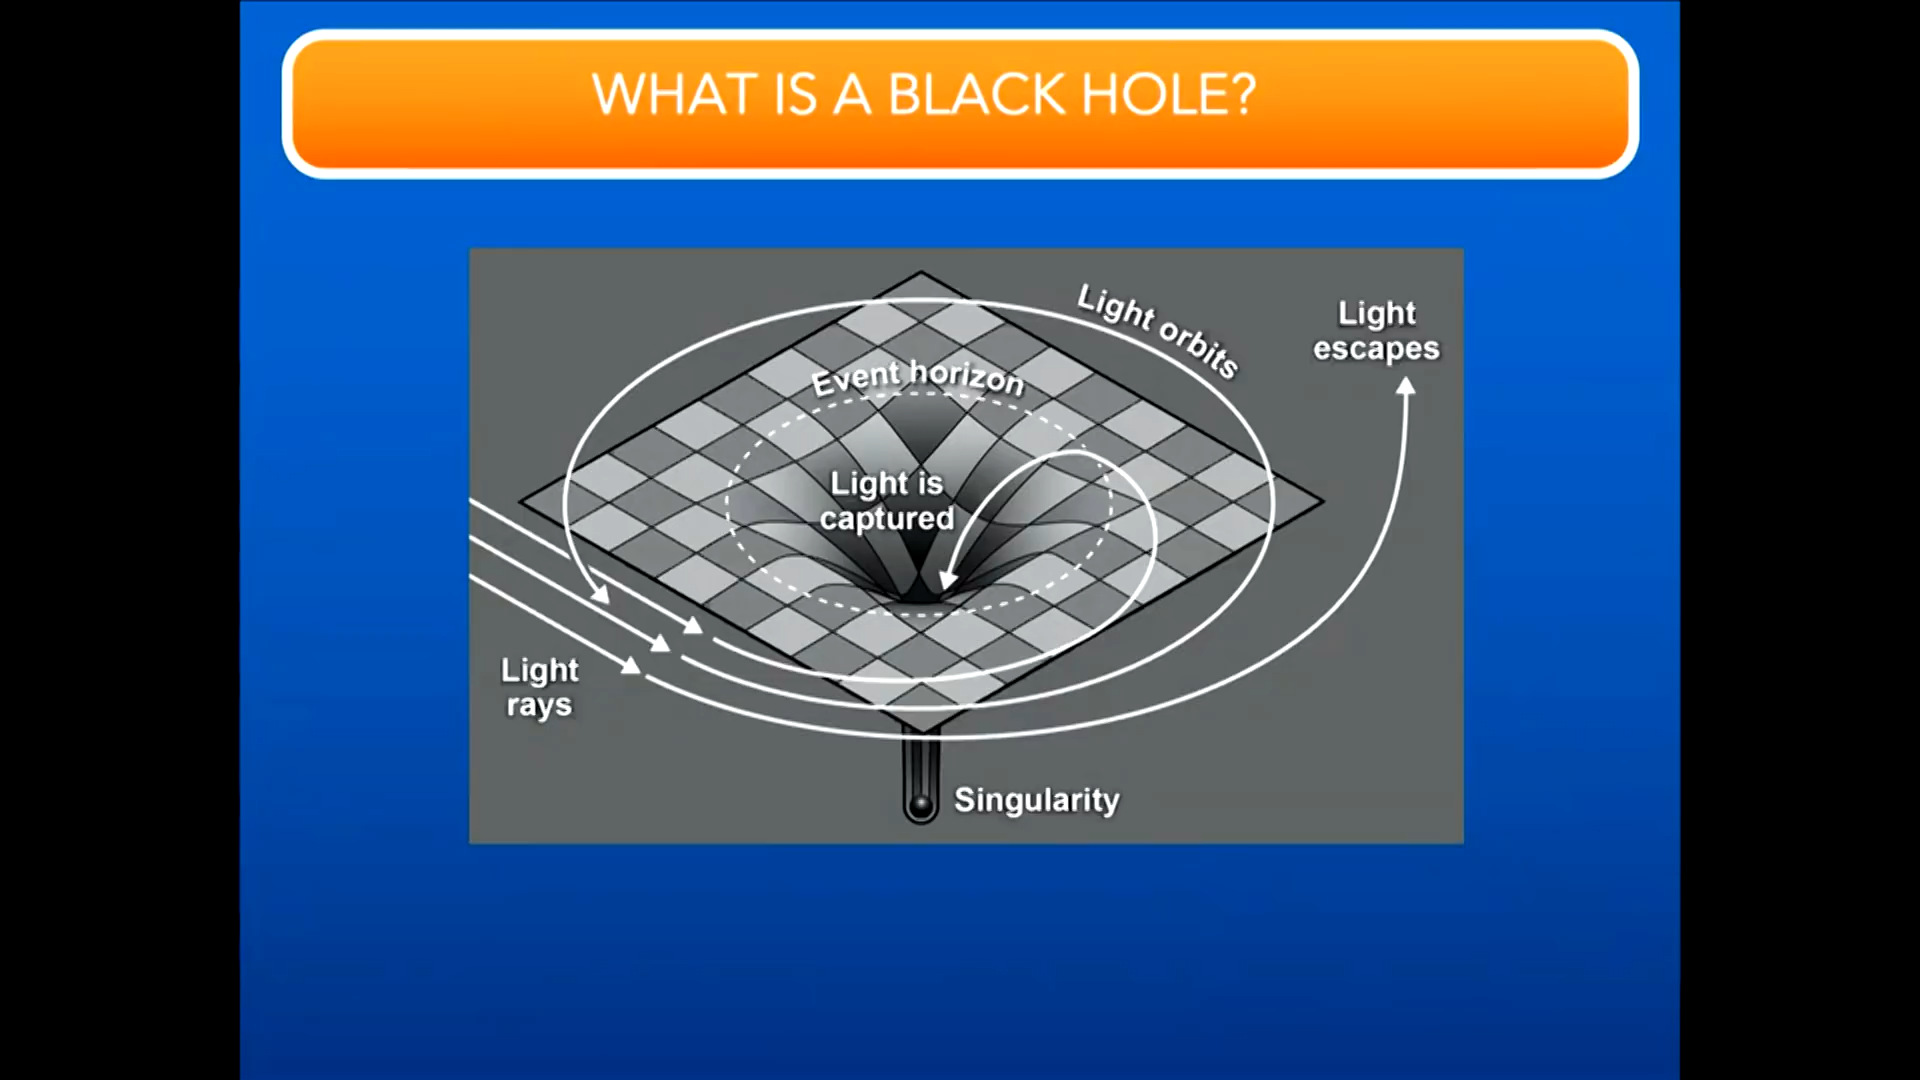 WHAT IS A BLACK HOLE?
Light orbits
Light
escapes
Event horizon
Light is
captured
Light
rays
Singularity